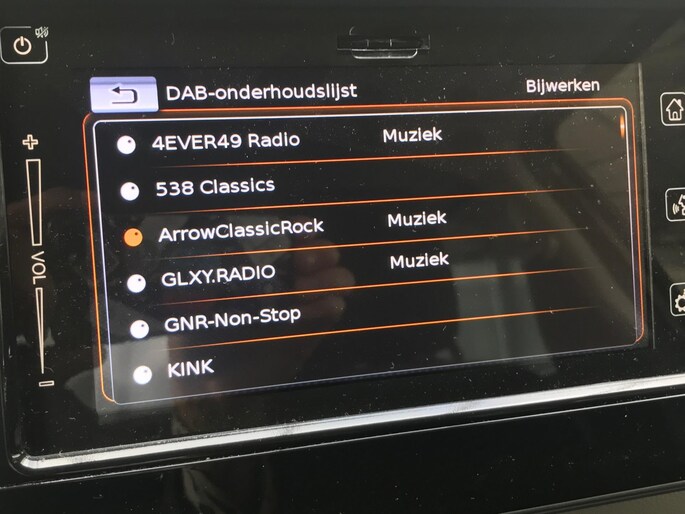 DAB-onderhoudslijst Bijwerken
4EVER49 Radio Muziek
538 Classics
ArrowClassicRock Muziek
GLXY.RADIO Muziek
GNR-Non-Stop
KINK
VOL